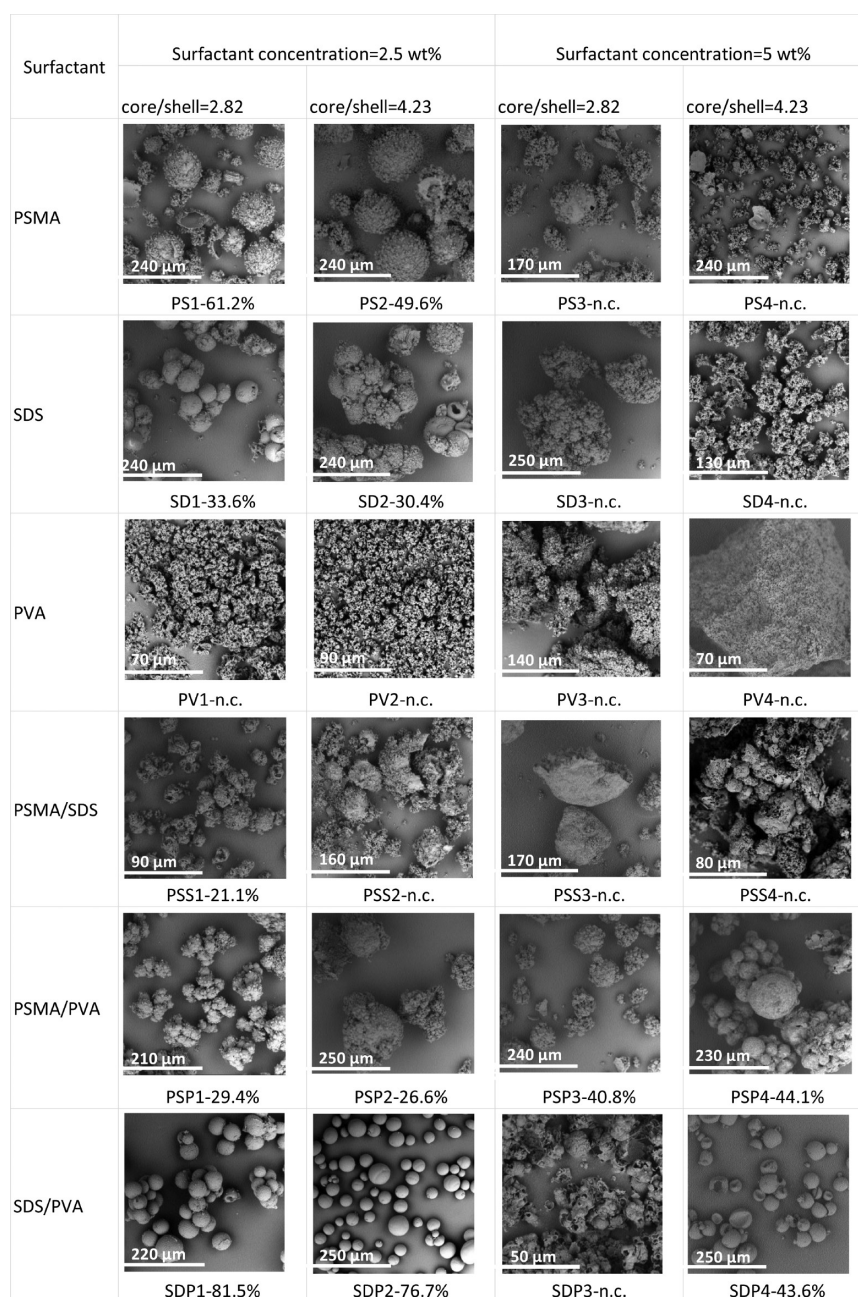 Surfactant
Surfactant concentration=2.5 wt%
Surfactant concentration=5 wt%
core/shell=2.82
core/shell=4.23
core/shell=2.82
core/shell=4.23
PSMA
240 μm
240 μm
170 μm
240 μm
PS1-61.2%
PS2-49.6%
PS3-n.c.
PS4-n.c.
SDS
240 μm
240 μm
250 μm
130 μm
SD1-33.6%
SD2-30.4%
SD3-n.c.
SD4-n.c.
PVA
70 μm
90 μm
140 μm
70 μm
PV1-n.c.
PV2-n.c.
PV3-n.c.
PV4-n.c.
PSMA/SDS
90 μm
160 μm
170 μm
80 μm
PSS1-21.1%
PSS2-n.c.
PSS3-n.c.
PSS4-n.c.
PSMA/PVA
210 μm
250 μm
240 μm
230 μm
PSP1-29.4%
PSP2-26.6%
PSP3-40.8%
PSP4-44.1%
SDS/PVA
220 μm
250 μm
50 μm
250 μm
SDP1-81.5%
SDP2-76.7%
SDP3-n.c.
SDP4-43.6%